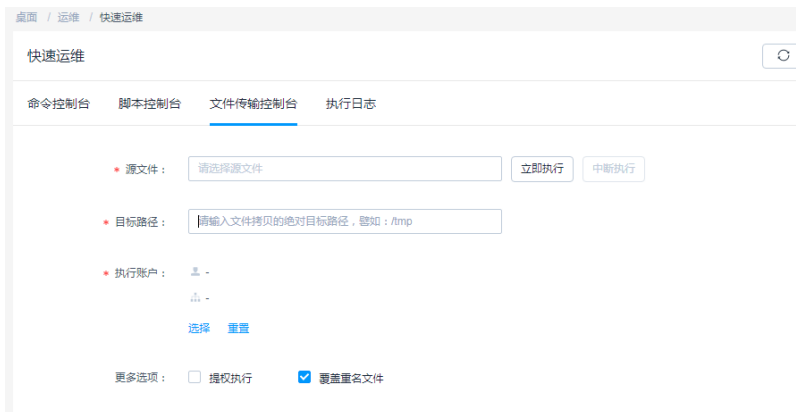 桌面 / 运维 / 快速运维
快速运维
命令控制台 脚本控制台 文件传输控制台 执行日志
* 源文件： 请选择源文件 立即执行 中断执行
* 目标路径： 请输入文件拷贝的绝对目标路径，譬如：/tmp
* 执行账户： -
-
选择 重置
更多选项： 提权执行 覆盖重名文件